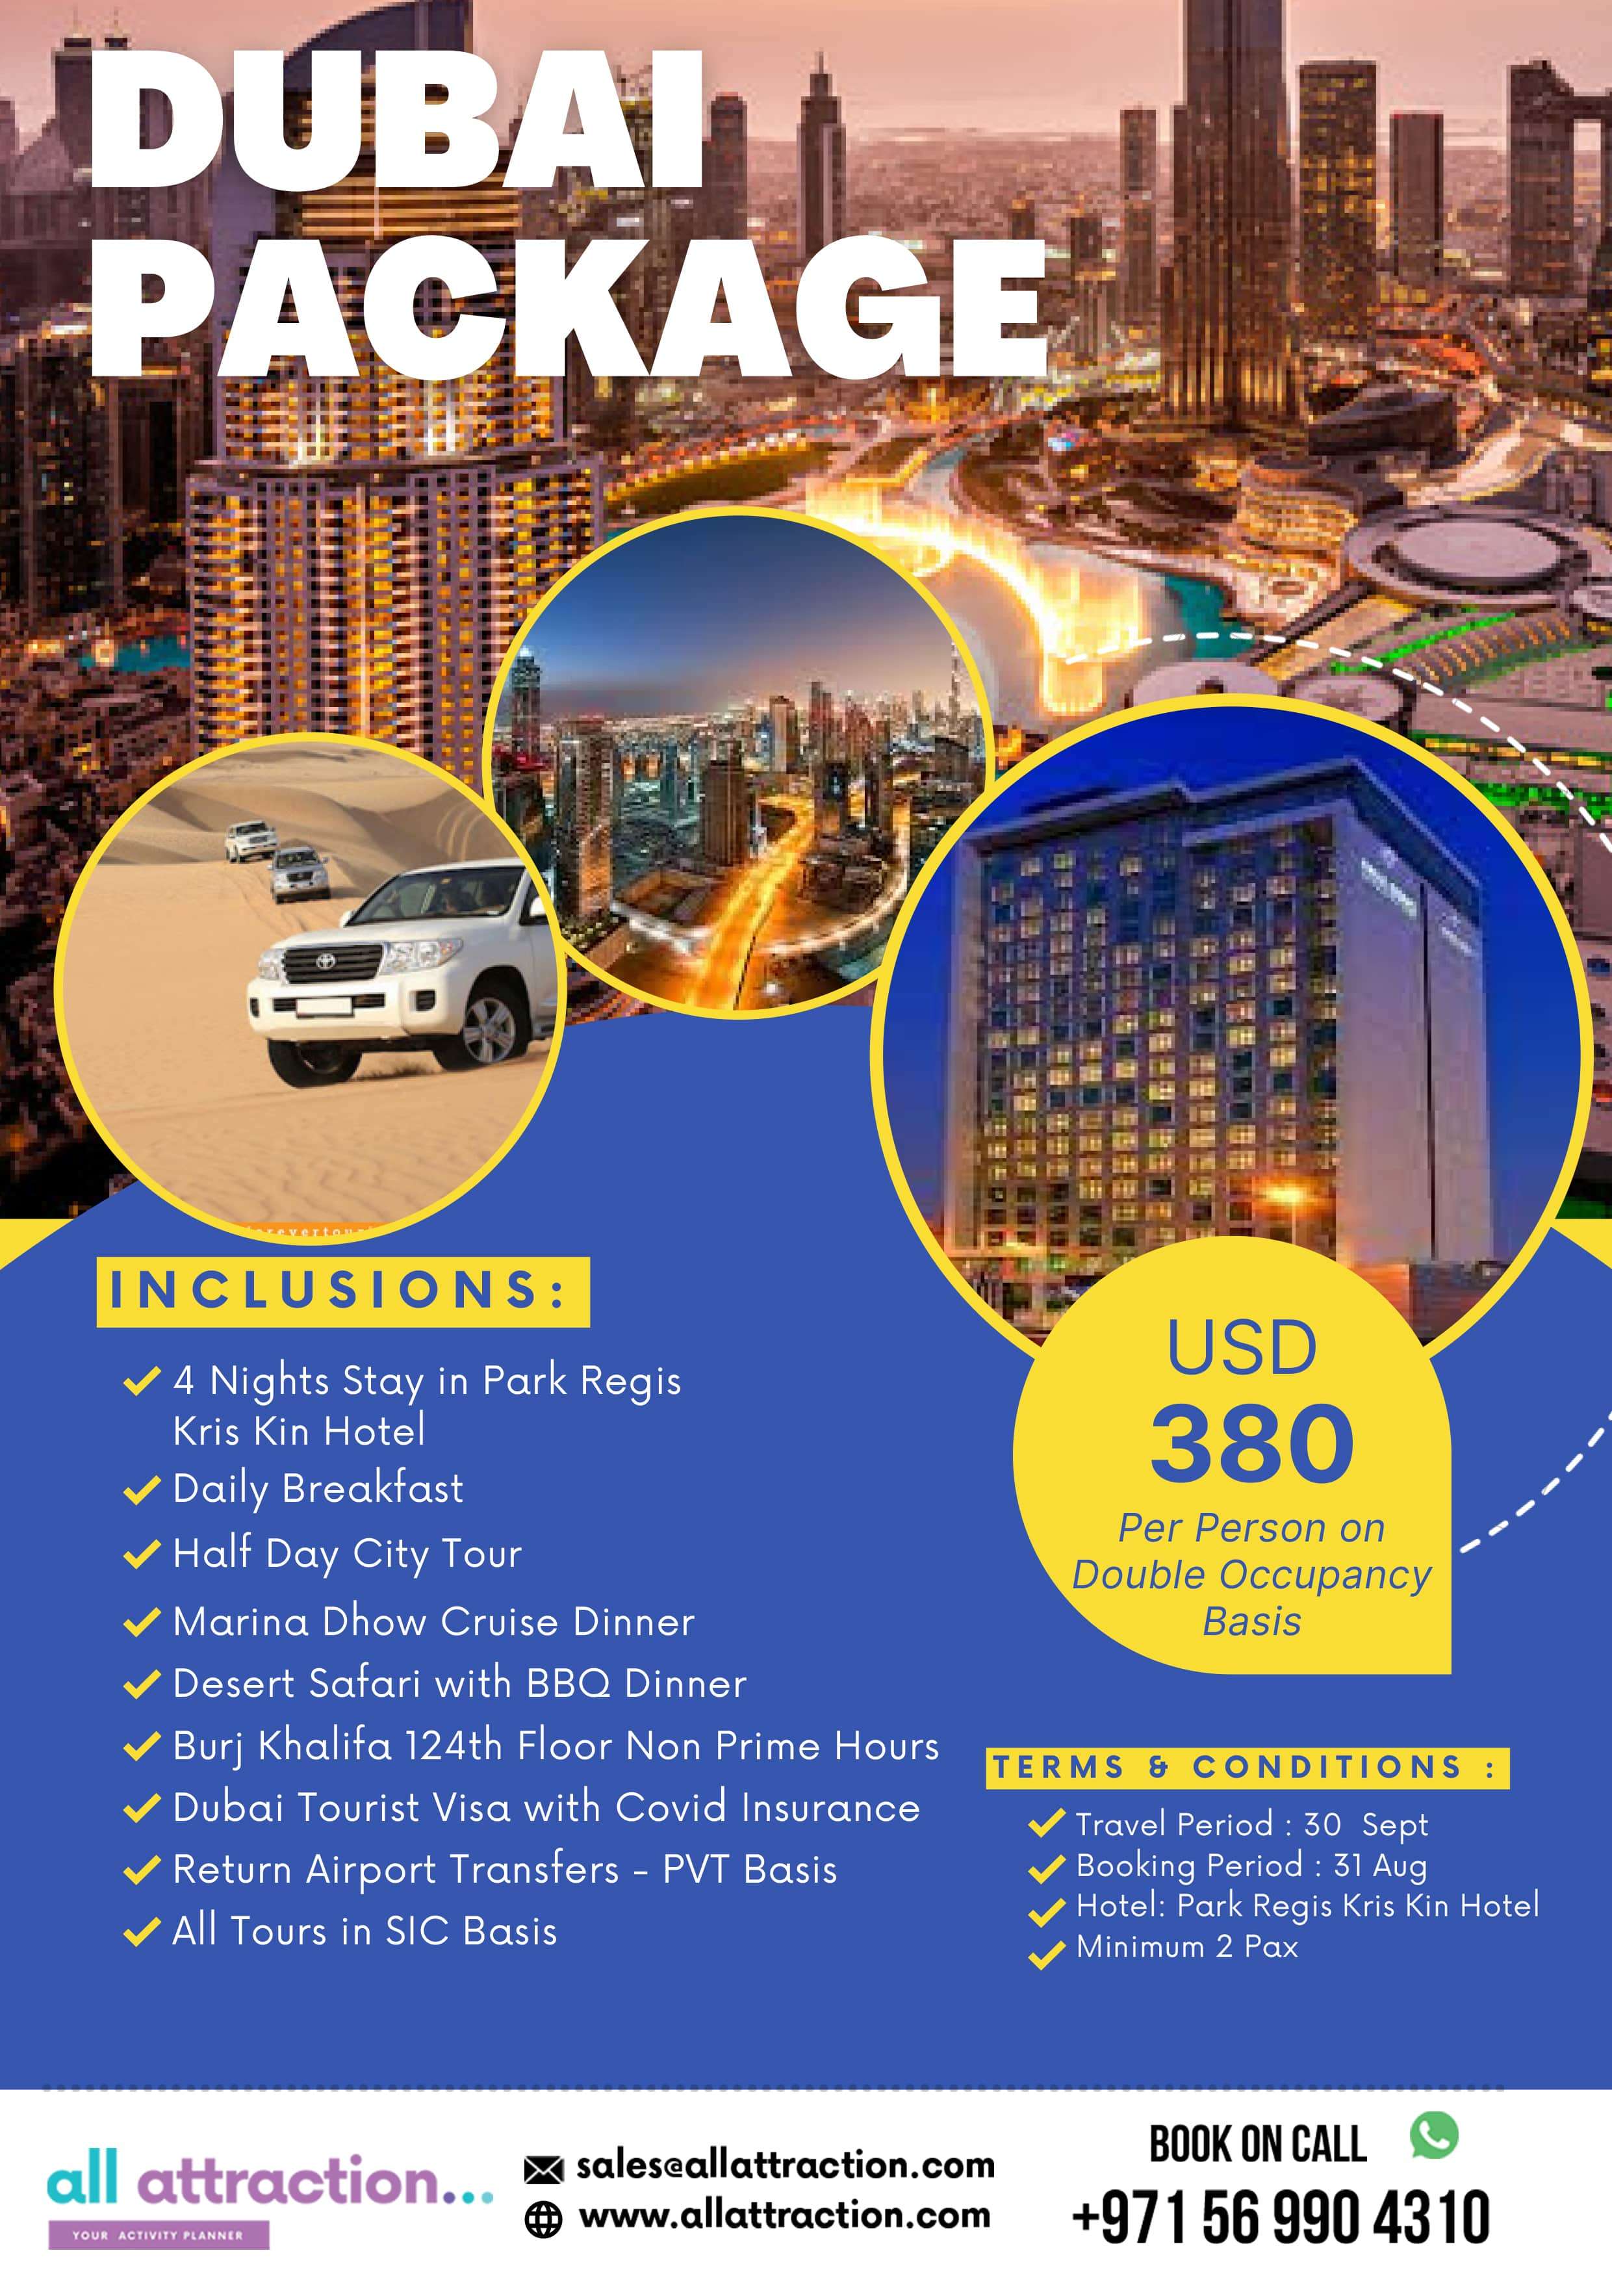 DUBAI
PACKAGE
INCLUSIONS:
4 Nights Stay in Park Regis
Kris Kin Hotel
Daily Breakfast
Half Day City Tour
Marina Dhow Cruise Dinner
Desert Safari with BBQ Dinner
Burj Khalifa 124th Floor Non Prime Hours
Dubai Tourist Visa with Covid Insurance
Return Airport Transfers - PVT Basis
All Tours in SIC Basis
USD
380
Per Person on
Double Occupancy
Basis
TERMS & CONDITIONS :
Travel Period : 30 Sept
Booking Period : 31 Aug
Hotel: Park Regis Kris Kin Hotel
Minimum 2 Pax
all attraction...
YOUR ACTIVITY PLANNER
sales@allattraction.com
www.allattraction.com
BOOK ON CALL
+971 56 990 4310